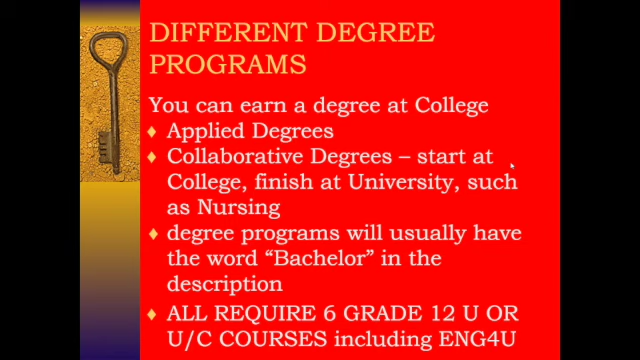 DIFFERENT DEGREE
PROGRAMS
You can earn a degree at College
Applied Degrees
Collaborative Degrees – start at
College, finish at University, such
as Nursing
degree programs will usually have
the word “Bachelor” in the
description
ALL REQUIRE 6 GRADE 12 U OR
U/C COURSES including ENG4U